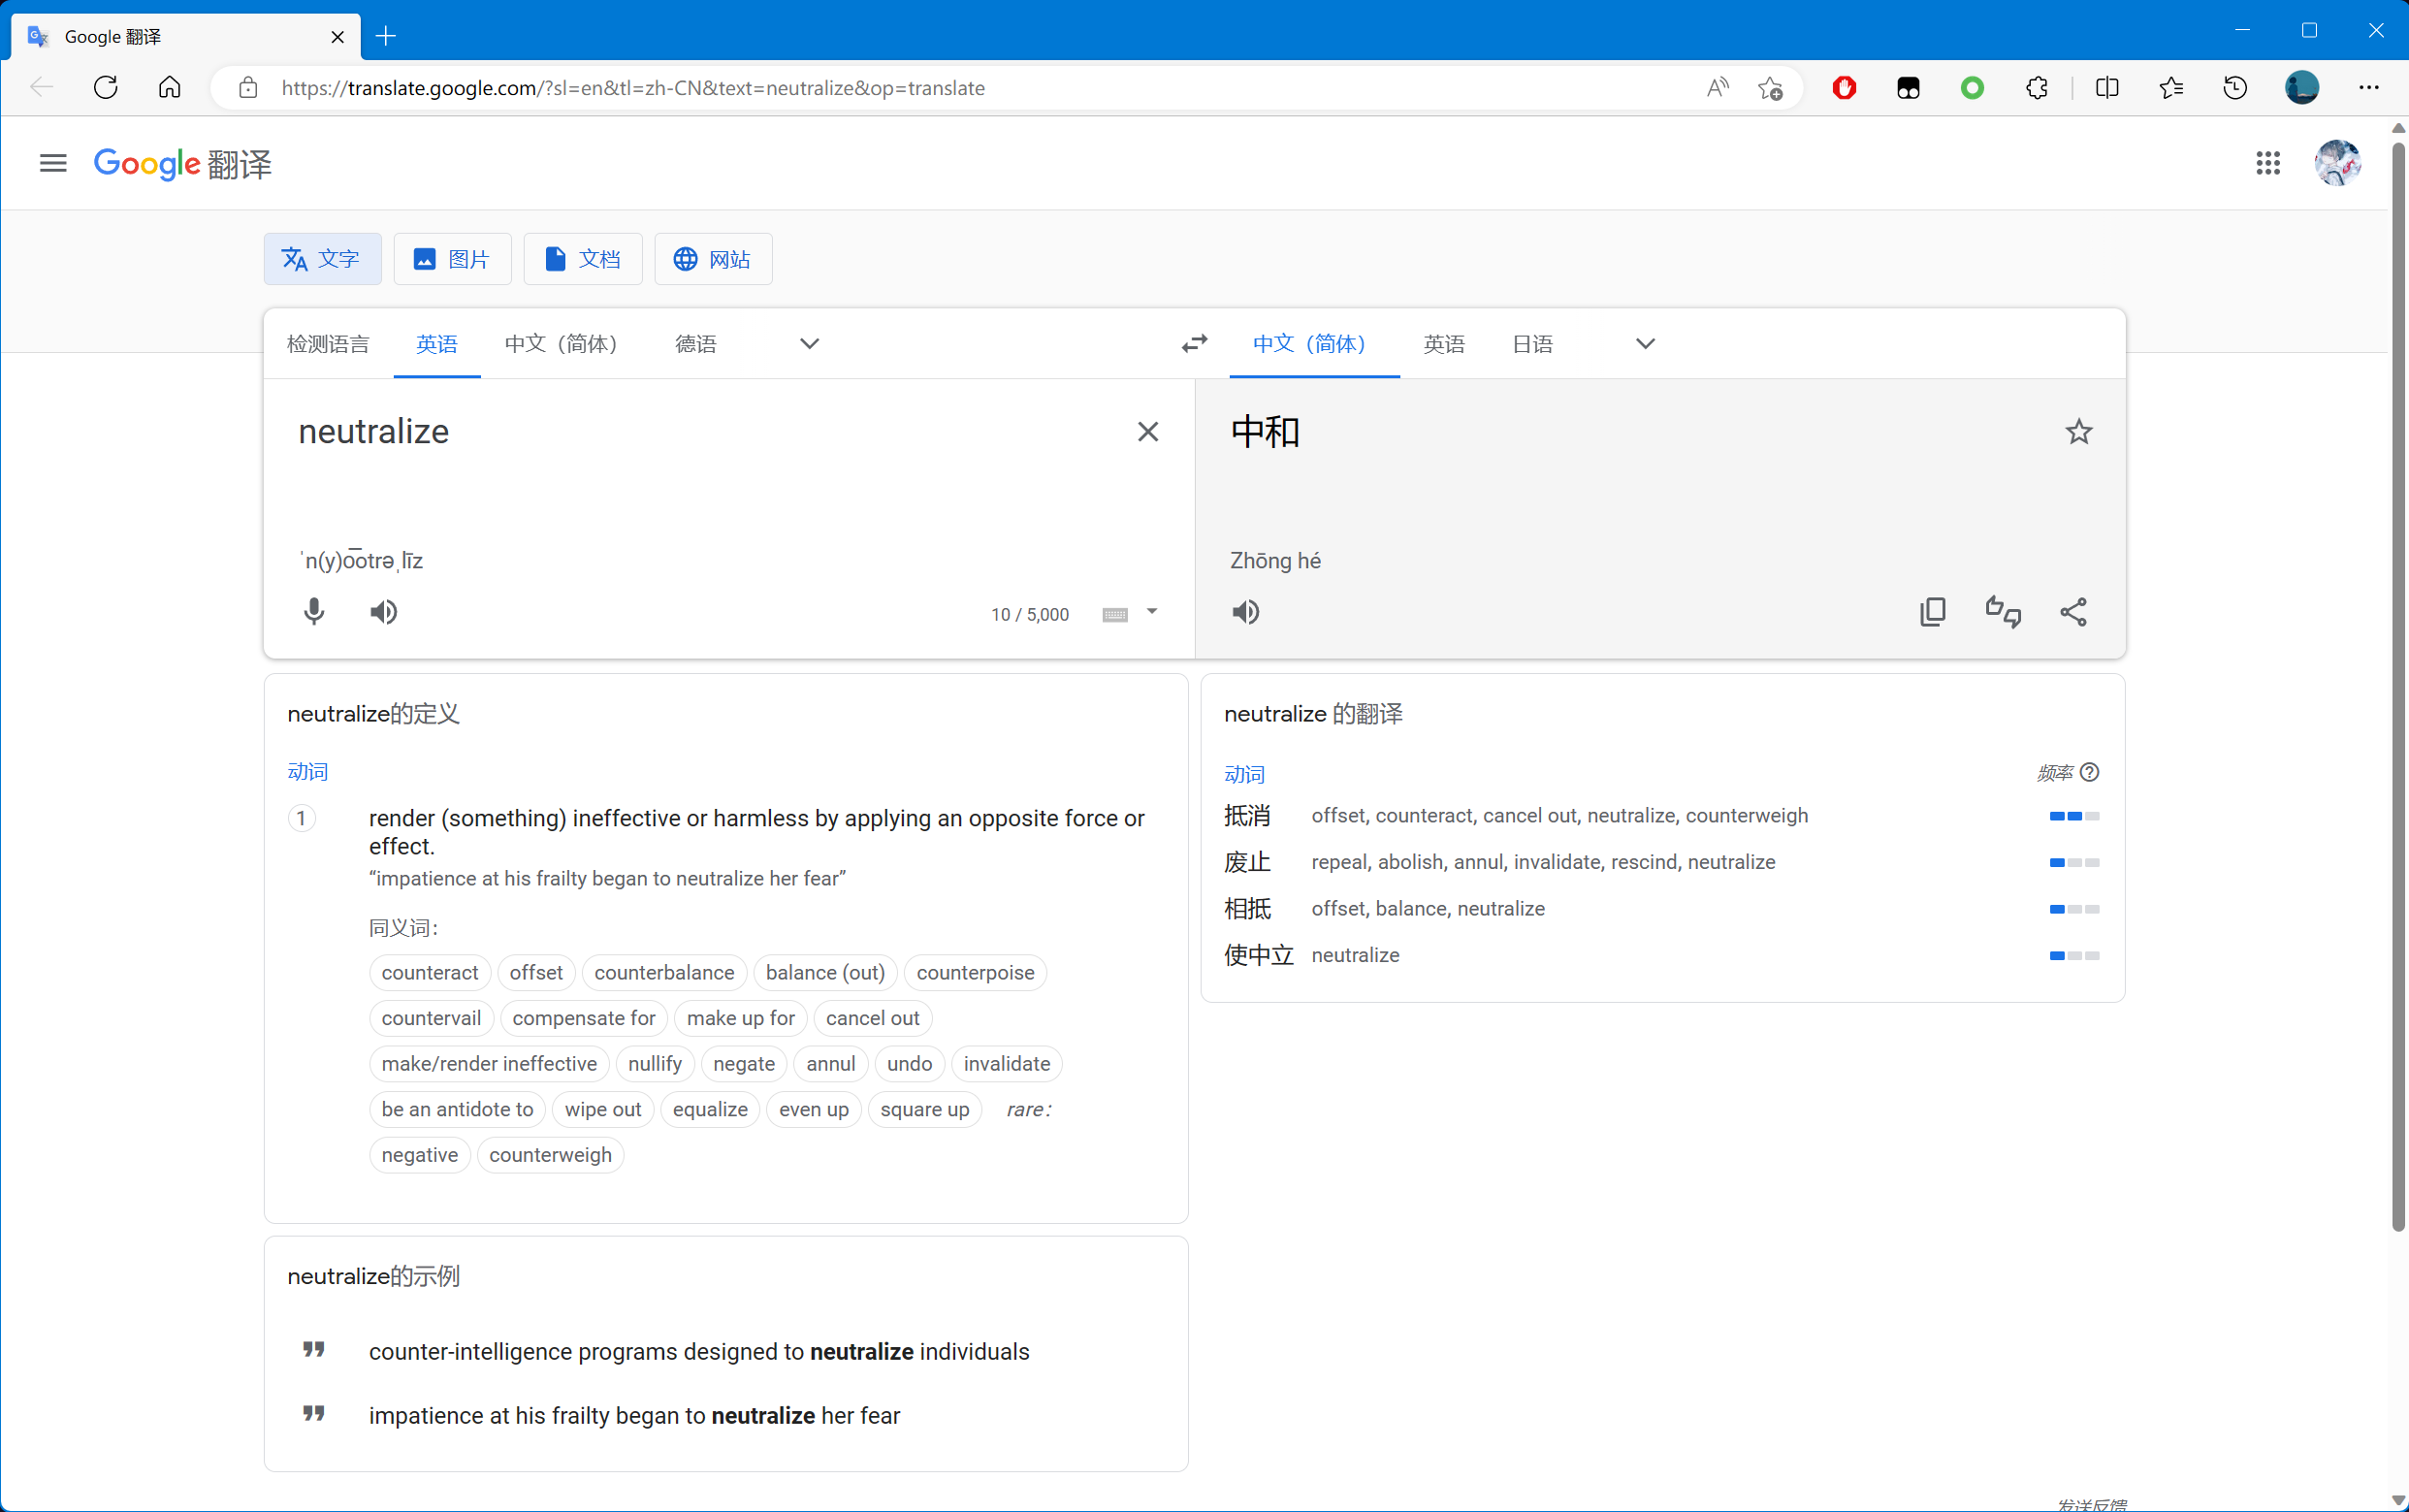 Google 翻译
https://translate.google.com/?sl=en&tl=zh-CN&text=neutralize&op=translate
Google 翻译
文字 图片 文档 网站
检测语言 英语 中文（简体） 德语 中文（简体） 英语 日语
neutralize
中和
ˈn(y)o͞otrəˌlīz
Zhōng hé
10 / 5,000
neutralize的定义
动词
1
render (something) ineffective or harmless by applying an opposite force or
effect.
“impatience at his frailty began to neutralize her fear”
同义词：
counteract offset counterbalance balance (out) counterpoise
countervail compensate for make up for cancel out
make/render ineffective nullify negate annul undo invalidate
be an antidote to wipe out equalize even up square up rare：
negative counterweigh
neutralize 的翻译
动词 频率
抵消 offset, counteract, cancel out, neutralize, counterweigh
废止 repeal, abolish, annul, invalidate, rescind, neutralize
相抵 offset, balance, neutralize
使中立 neutralize
neutralize的示例
counter-intelligence programs designed to neutralize individuals
impatience at his frailty began to neutralize her fear
发送反馈